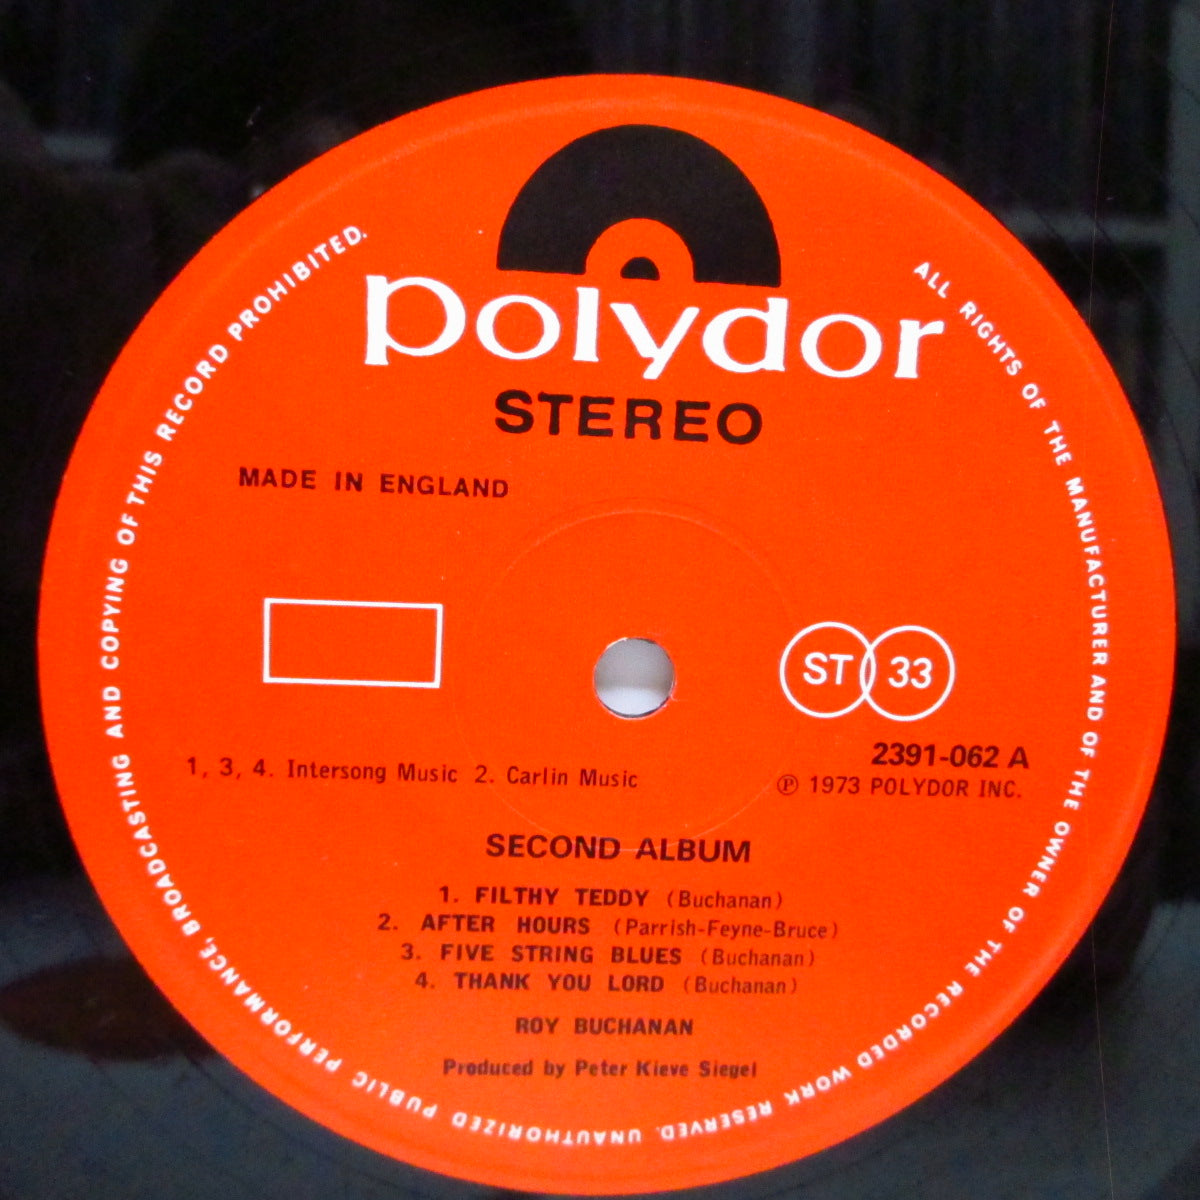 polydor
STEREO
MADE IN ENGLAND
ST 33
2391-062 A
1, 3, 4. Intersong Music 2. Carlin Music
℗ 1973 POLYDOR INC.
SECOND ALBUM
1. FILTHY TEDDY (Buchanan)
2. AFTER HOURS (Parrish-Feyne-Bruce)
3. FIVE STRING BLUES (Buchanan)
4. THANK YOU LORD (Buchanan)
ROY BUCHANAN
Produced by Peter Kieve Siegel
ALL RIGHTS OF THE MANUFACTURER AND OF THE OWNER OF THE RECORDED WORK RESERVED. UNAUTHORIZED PUBLIC PERFORMANCE, BROADCASTING AND COPYING OF THIS RECORD PROHIBITED.